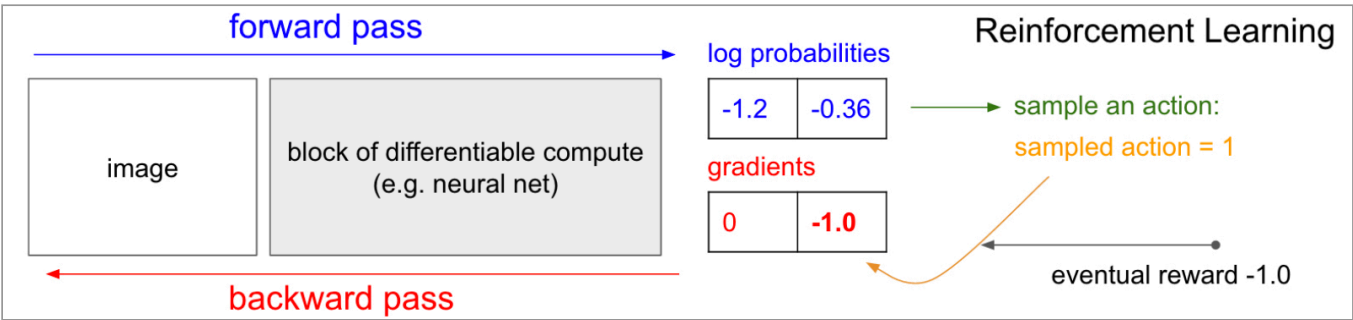 forward pass
Reinforcement Learning
log probabilities
-1.2 -0.36
sample an action:
sampled action = 1
image
block of differentiable compute
(e.g. neural net)
gradients
0 -1.0
eventual reward -1.0
backward pass